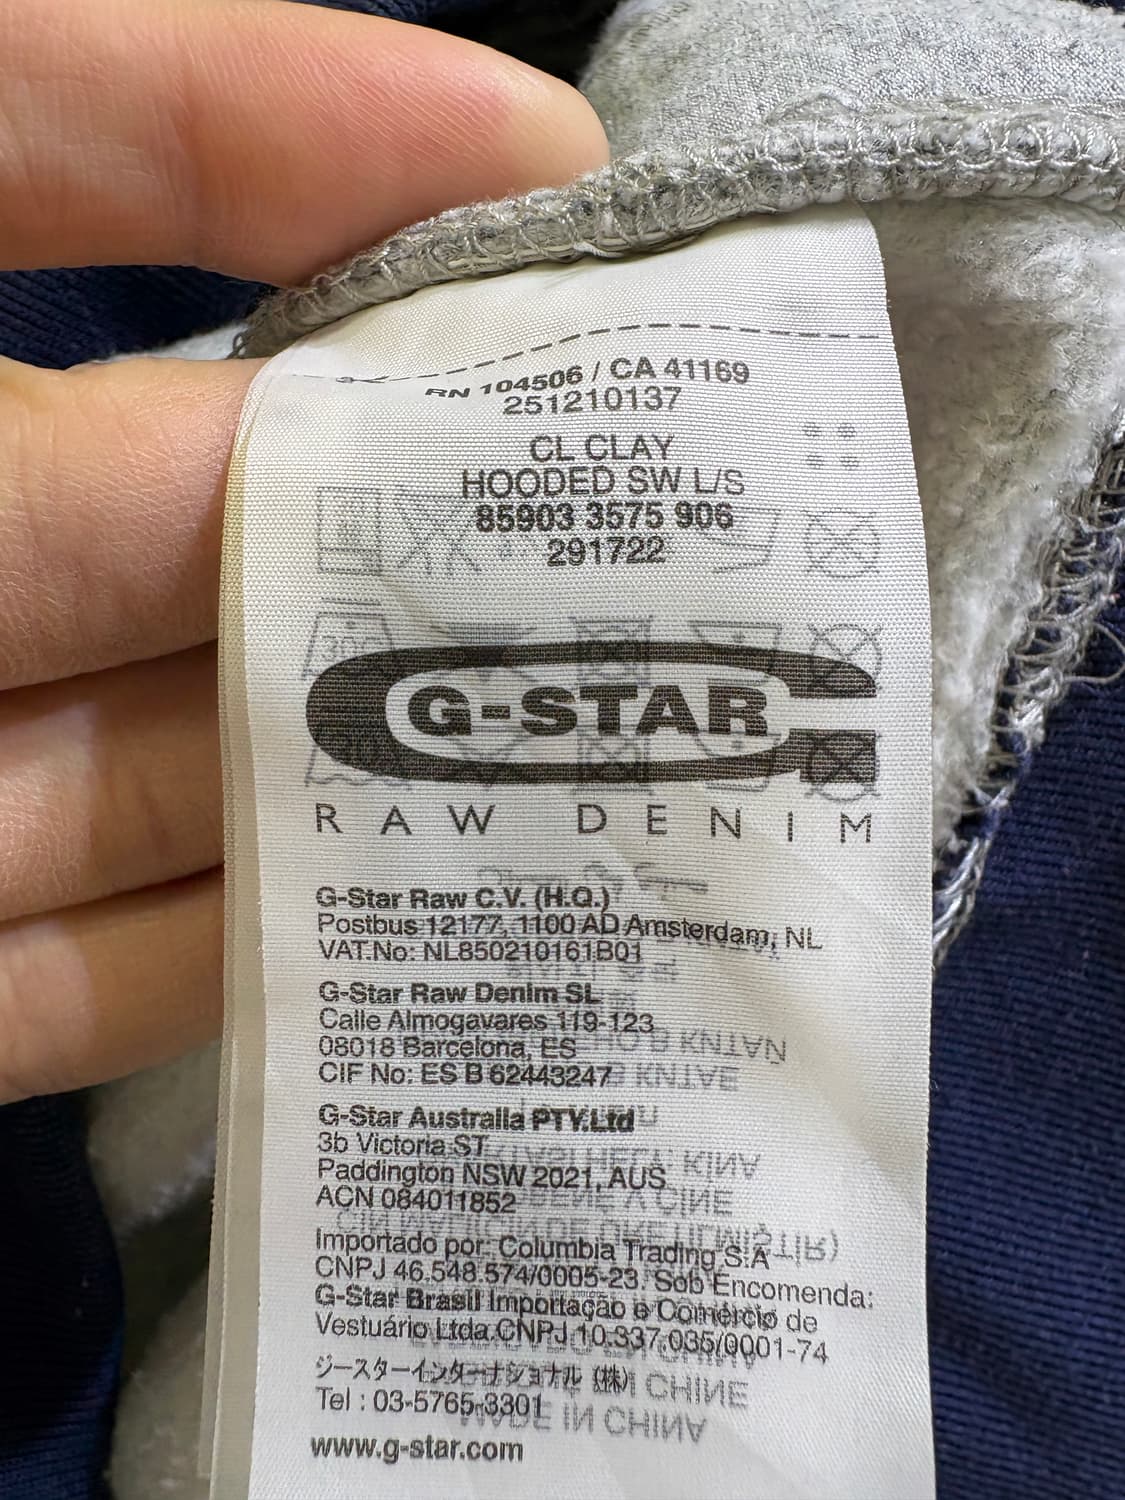 RN 104506 / CA 41169
251210137
CL CLAY
HOODED SW L/S
85903 3575 906
291722
G-STAR
RAW DENIM
G-Star Raw C.V. (H.Q.)
Postbus 12177, 1100 AD Amsterdam, NL
VAT.No: NL850210161B01
G-Star Raw Denim SL
Calle Almogavares 119-123
08018 Barcelona, ES
CIF No: ES B 62443247
G-Star Australia PTY.Ltd
3b Victoria ST
Paddington NSW 2021, AUS
ACN 084011852
Importado por: Columbia Trading S.A
CNPJ 46.548.574/0005-23. Sob Encomenda:
G-Star Brasil Importação e Comércio de
Vestuário Ltda.CNPJ 10.337.035/0001-74
ジースターインターナショナル (株)
Tel : 03-5765-3301
www.g-star.com
MADE IN CHINA